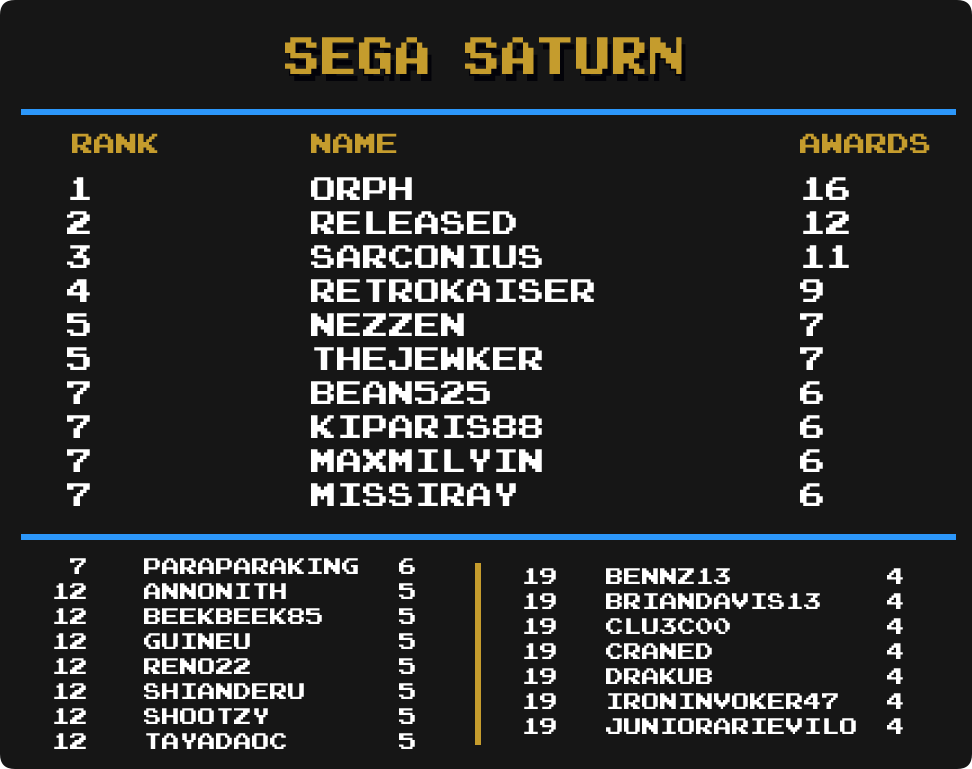 SEGA SATURN
RANK NAME AWARDS
1 ORPH 16
2 RELEASED 12
3 SARCONIUS 11
4 RETROKAISER 9
5 NEZZEN 7
5 THEJEWKER 7
7 BEAN525 6
7 KIPARIS88 6
7 MAXMILYIN 6
7 MISSIRAY 6
7 PARAPARAKING 6
12 ANNONITH 5
12 BEEKBEEK85 5
12 GUINEU 5
12 RENO22 5
12 SHIANDERU 5
12 SHOOTZY 5
12 TAYADAOC 5
19 BENNZ13 4
19 BRIANDAVIS13 4
19 CLU3C00 4
19 CRANED 4
19 DRAKUB 4
19 IRONINVOKER47 4
19 JUNIORARIEVILO 4